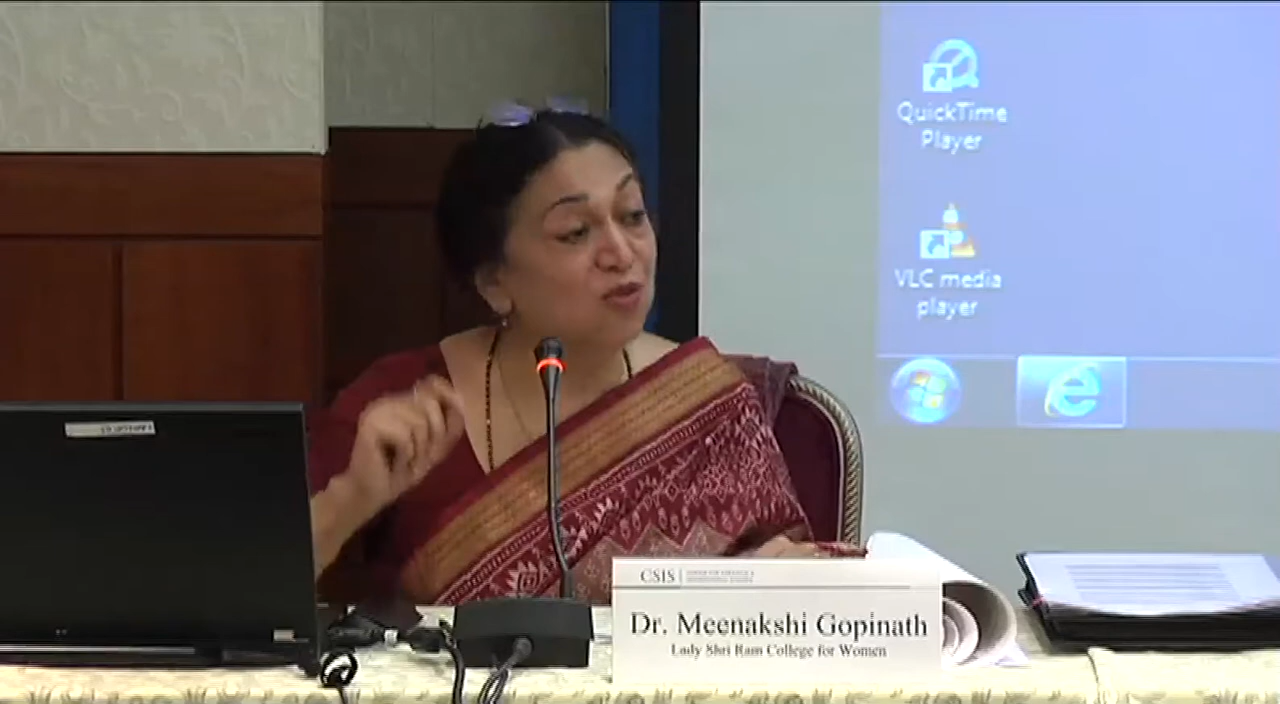 QuickTime
Player
VLC media
player
CSIS
Dr. Meenakshi Gopinath
Lady Shri Ram College for Women